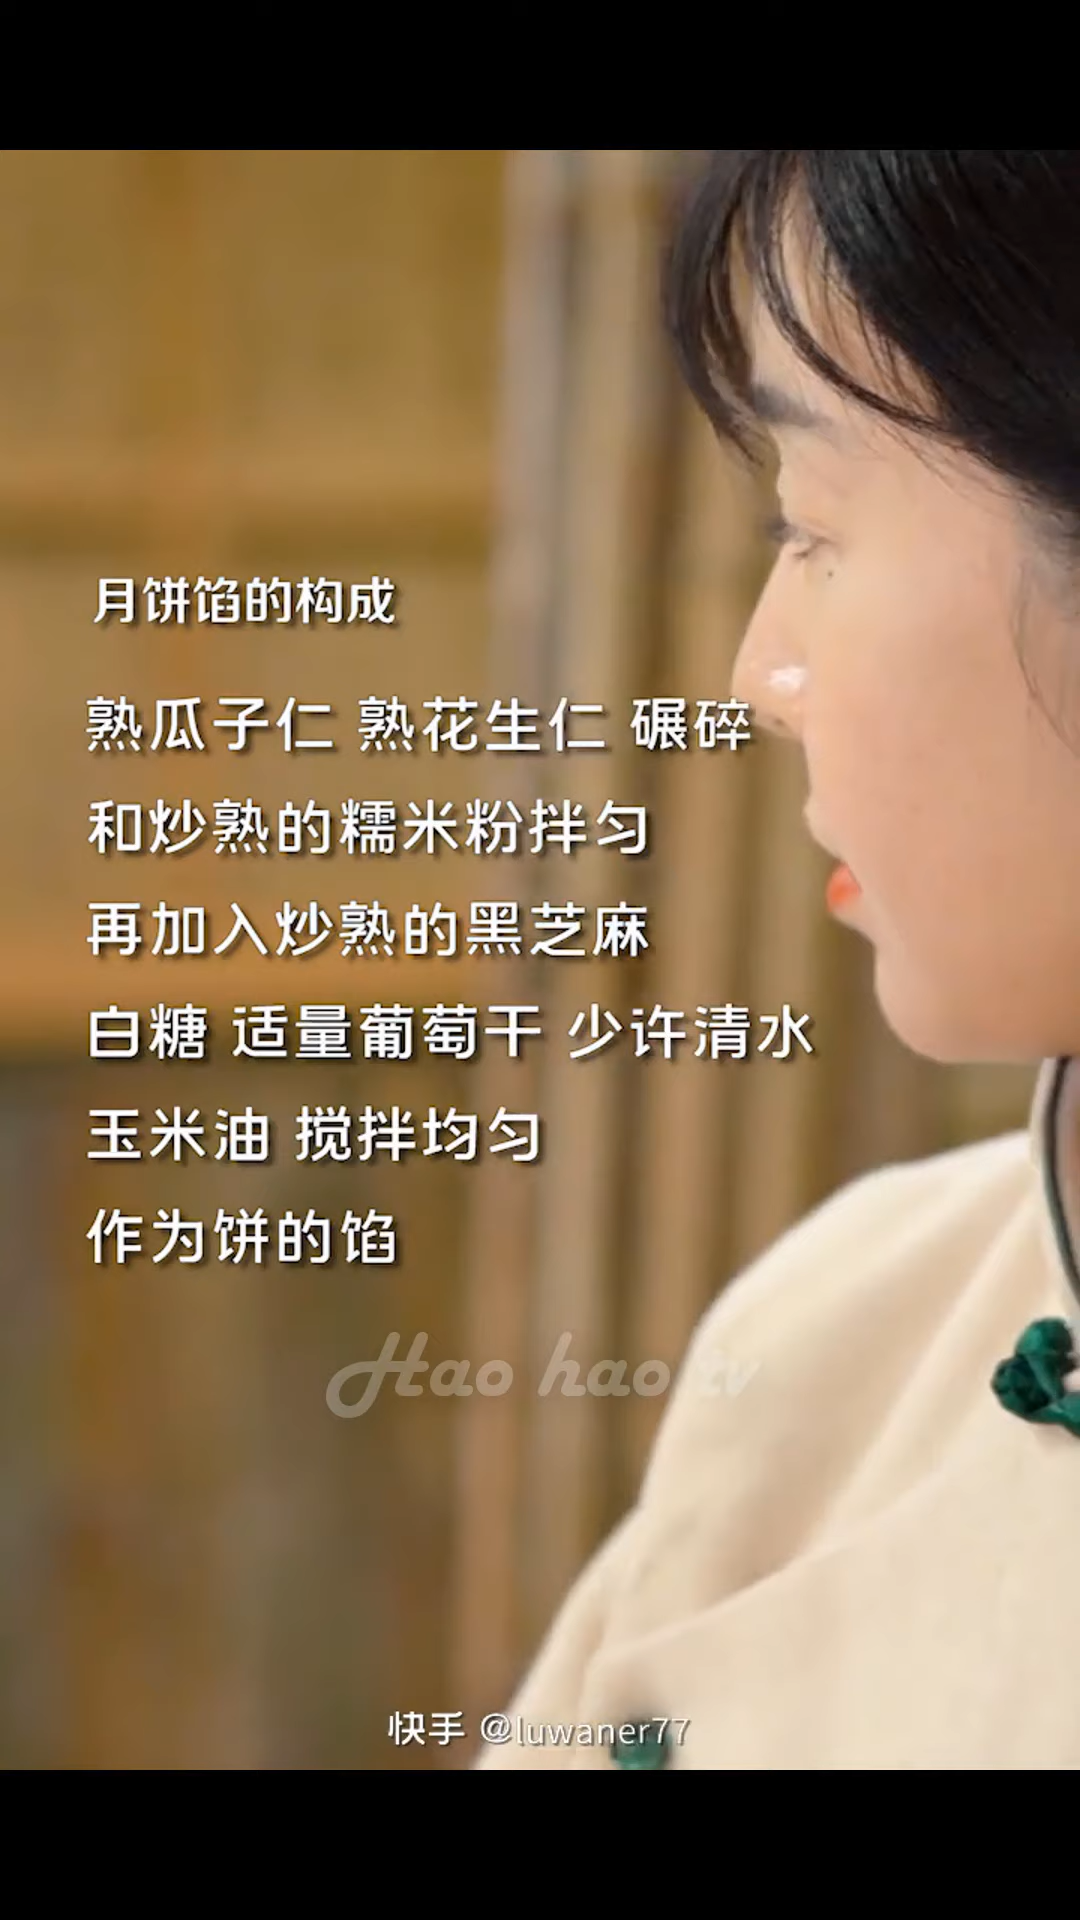 月饼馅的构成
熟瓜子仁 熟花生仁 碾碎
和炒熟的糯米粉拌匀
再加入炒熟的黑芝麻
白糖 适量葡萄干 少许清水
玉米油 搅拌均匀
作为饼的馅
Hao hao tv
快手 @luwaner77